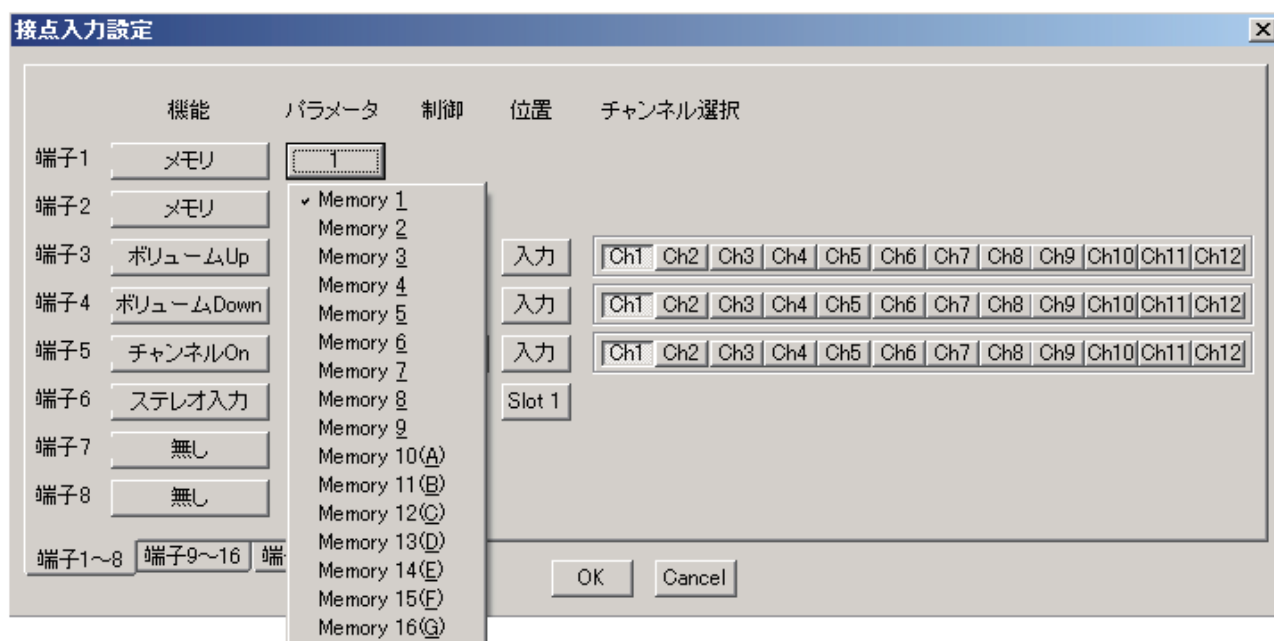 接点入力設定
機能 パラメータ 制御 位置 チャンネル選択
端子1 メモリ 1
端子2 メモリ
端子3 ボリュームUp 入力 Ch1 Ch2 Ch3 Ch4 Ch5 Ch6 Ch7 Ch8 Ch9 Ch10 Ch11 Ch12
端子4 ボリュームDown 入力 Ch1 Ch2 Ch3 Ch4 Ch5 Ch6 Ch7 Ch8 Ch9 Ch10 Ch11 Ch12
端子5 チャンネルOn 入力 Ch1 Ch2 Ch3 Ch4 Ch5 Ch6 Ch7 Ch8 Ch9 Ch10 Ch11 Ch12
端子6 ステレオ入力 Slot 1
端子7 無し
端子8 無し
Memory 1
Memory 2
Memory 3
Memory 4
Memory 5
Memory 6
Memory 7
Memory 8
Memory 9
Memory 10(A)
Memory 11(B)
Memory 12(C)
Memory 13(D)
Memory 14(E)
Memory 15(F)
Memory 16(G)
端子1～8 端子9～16 端
OK Cancel